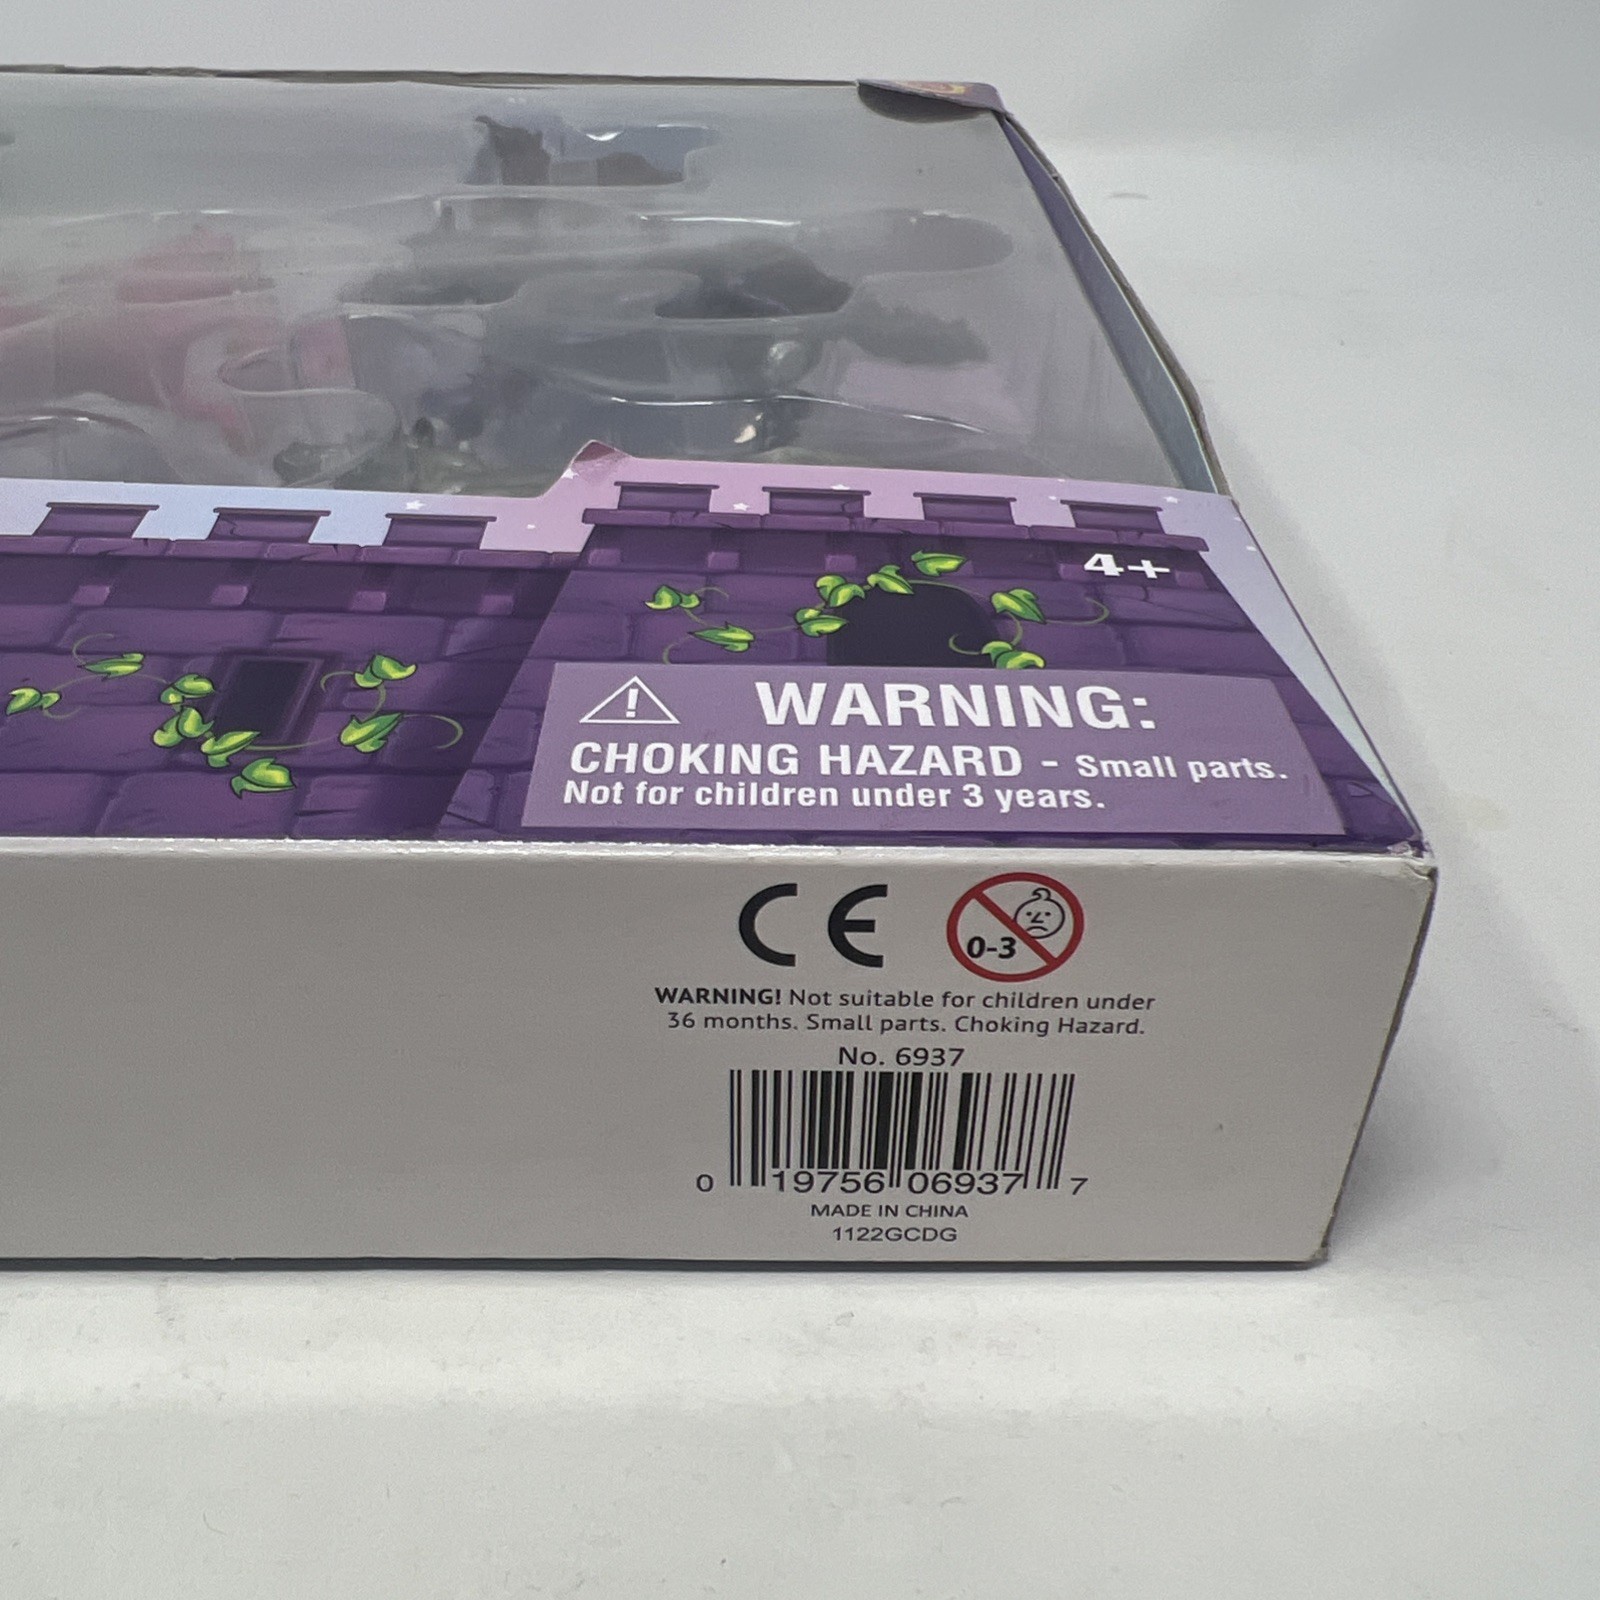 4+
WARNING:
CHOKING HAZARD - Small parts.
Not for children under 3 years.
CE
0-3
WARNING! Not suitable for children under
36 months. Small parts. Choking Hazard.
No. 6937
0 19756 06937 7
MADE IN CHINA
1122GCDG